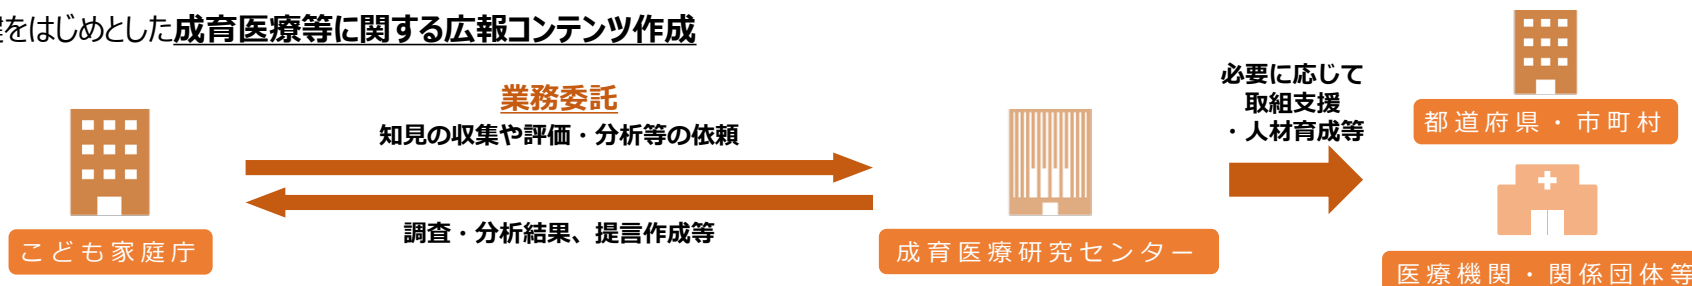 をはじめとした成育医療等に関する広報コンテンツ作成
業務委託
知見の収集や評価・分析等の依頼
調査・分析結果、提言作成等
こども家庭庁
成育医療研究センター
必要に応じて
取組支援
・人材育成等
都道府県・市町村
医療機関・関係団体等